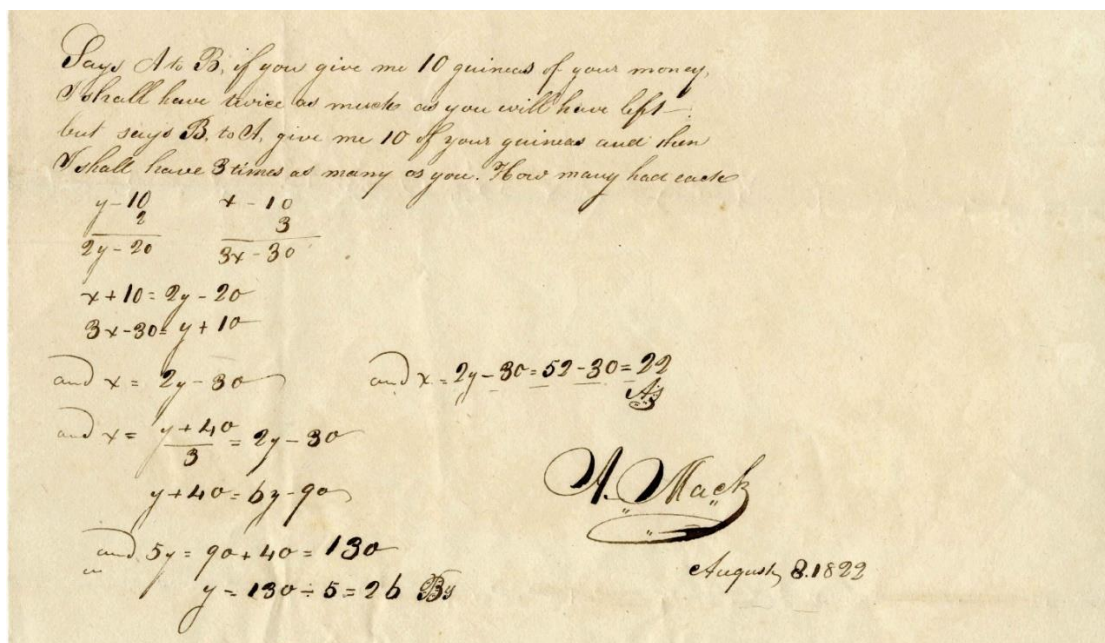 Says A to B, if you give me 10 guineas of your money,
I shall have twice as much as you will have left
but says B, to A, give me 10 of your guineas and then
I shall have 3 times as many as you. How many had each
y-10 x-10
2 3
2y-20 3x-30
x+10=2y-20
3x-30=y+10
and x= 2y-30 and x=2y-30=52-30=22
A's
and x= y+40 = 2y-30
3
y+40=6y-90
and 5y=90+40=130
y=130÷5=26 B's
A. Mack
August, 8. 1822